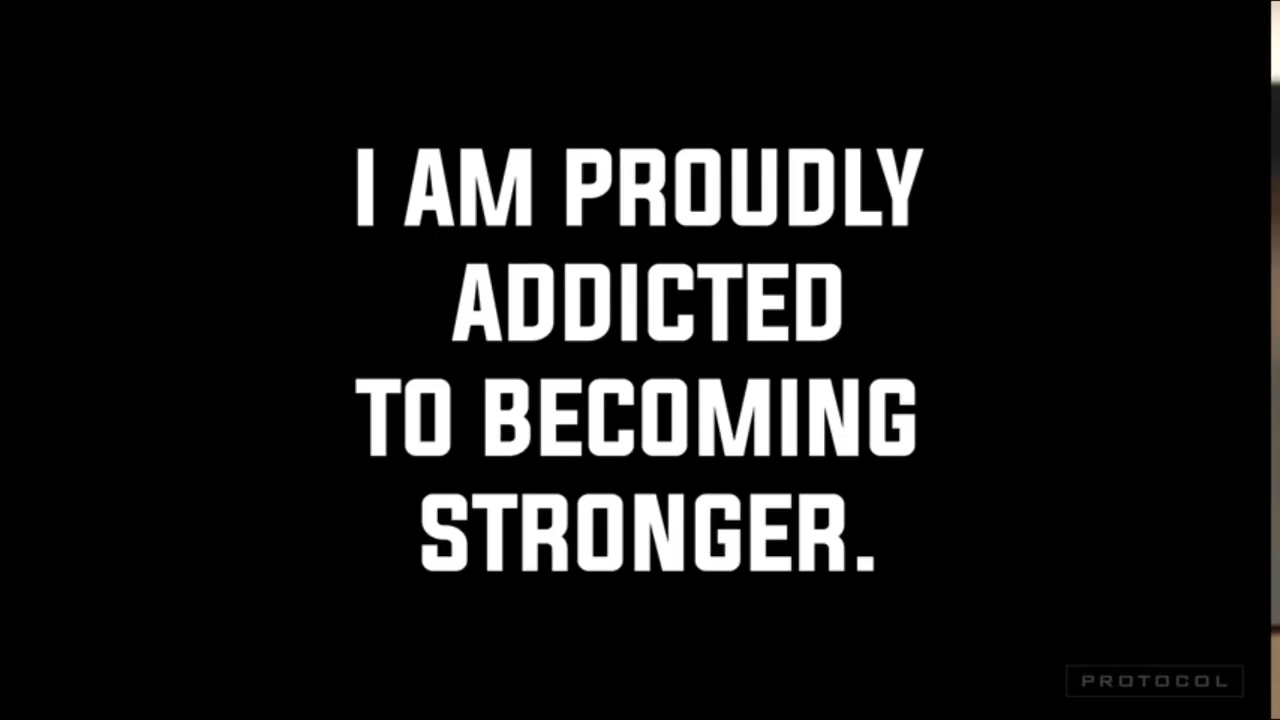 I AM PROUDLY
ADDICTED
TO BECOMING
STRONGER.
PROTOCOL